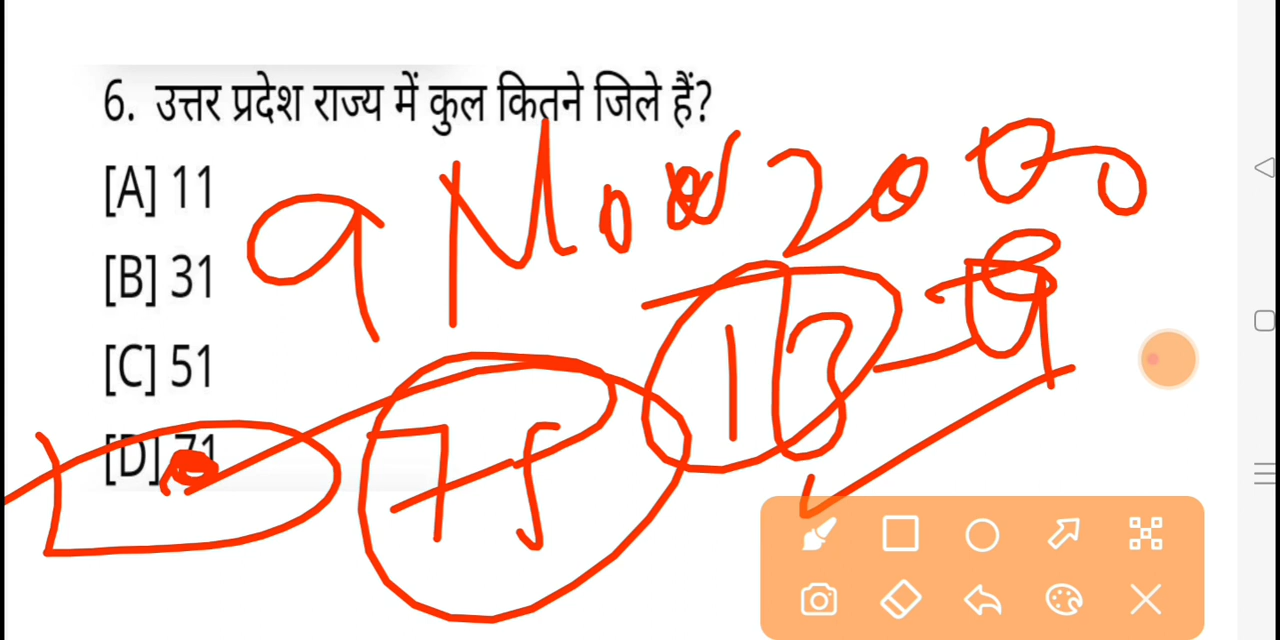 6. उत्तर प्रदेश राज्य में कुल कितने जिले हैं?
[A] 11
[B] 31
[C] 51
[D] 71
9 Nov 2000
13
75